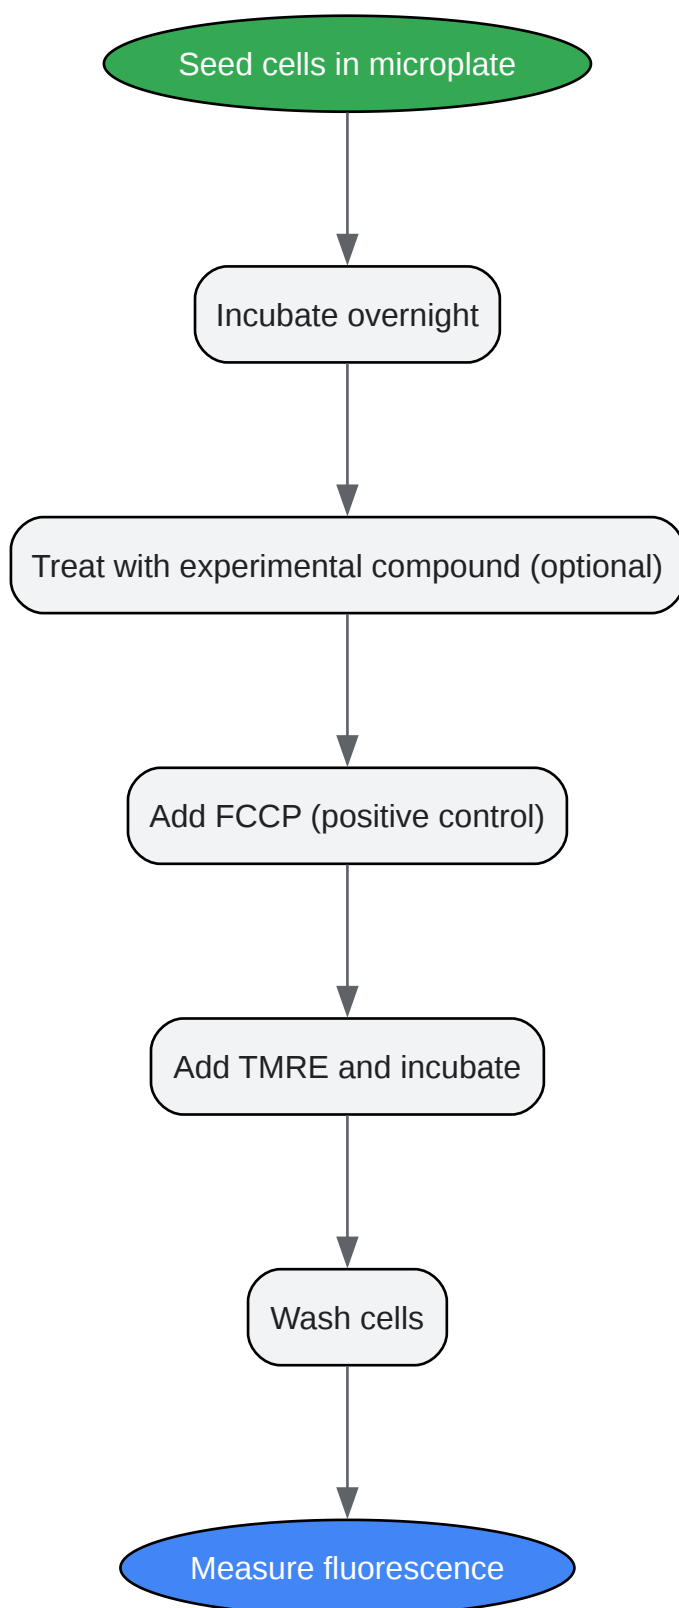 Seed cells in microplate
Incubate overnight
Treat with experimental compound (optional)
Add FCCP (positive control)
Add TMRE and incubate
Wash cells
Measure fluorescence